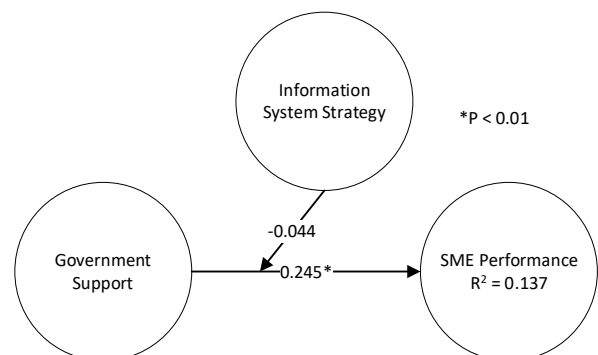 Information
System Strategy
*P < 0.01
-0.044
Government
Support
0.245*
SME Performance
R² = 0.137